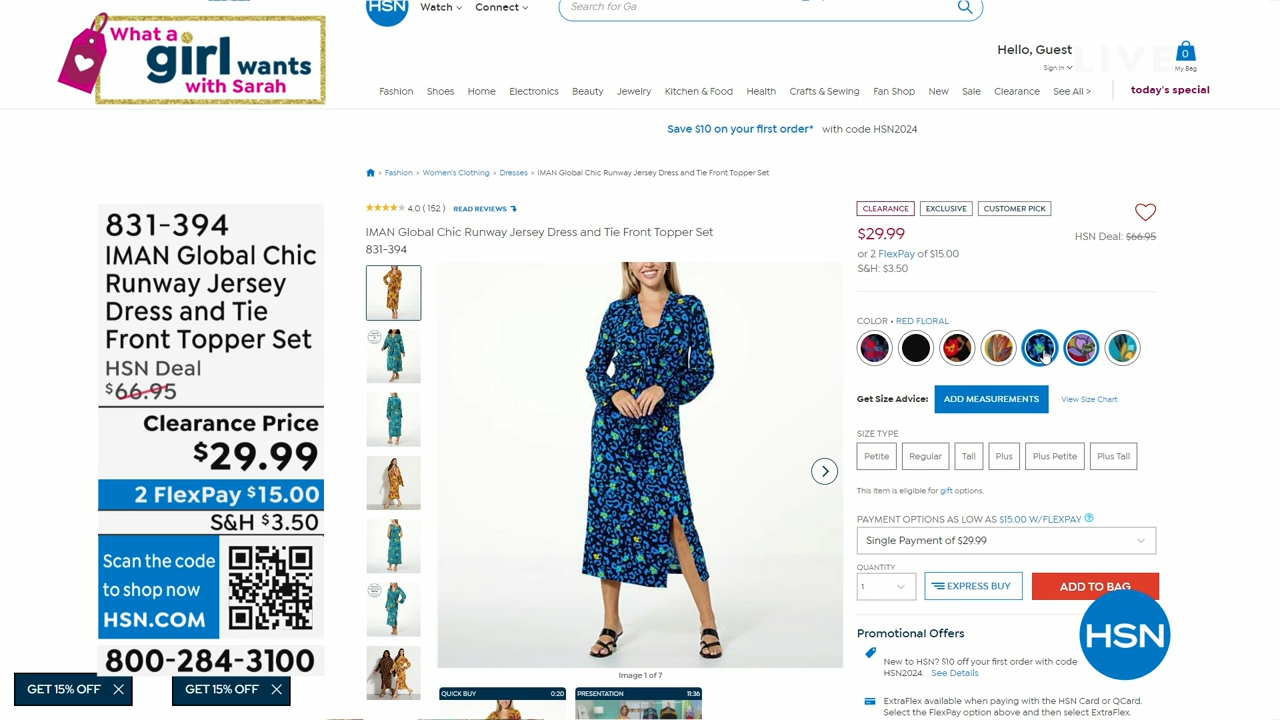 What a
girl wants
with Sarah
HSN
Watch
Connect
Search for Ga
Hello, Guest
Sign In
LIVE
0
My Bag
Fashion Shoes Home Electronics Beauty Jewelry Kitchen & Food Health Crafts & Sewing Fan Shop New Sale Clearance See All > today's special
Save $10 on your first order* with code HSN2024
> Fashion > Women's Clothing > Dresses > IMAN Global Chic Runway Jersey Dress and Tie Front Topper Set
4.0 ( 152 ) READ REVIEWS
IMAN Global Chic Runway Jersey Dress and Tie Front Topper Set
831-394
CLEARANCE EXCLUSIVE CUSTOMER PICK
$29.99
HSN Deal: $66.95
or 2 FlexPay of $15.00
S&H: $3.50
COLOR • RED FLORAL
Get Size Advice: ADD MEASUREMENTS View Size Chart
SIZE TYPE
Petite Regular Tall Plus Plus Petite Plus Tall
This item is eligible for gift options.
PAYMENT OPTIONS AS LOW AS $15.00 W/FLEXPAY ?
Single Payment of $29.99
QUANTITY
1
EXPRESS BUY
ADD TO BAG
Promotional Offers
New to HSN? $10 off your first order with code
HSN2024. See Details
ExtraFlex available when paying with the HSN Card or QCard.
Select the FlexPay option above and then select ExtraFlex.
HSN
Image 1 of 7
QUICK BUY 0:20
PRESENTATION 11:36
831-394
IMAN Global Chic
Runway Jersey
Dress and Tie
Front Topper Set
HSN Deal
$66.95
Clearance Price
$29.99
2 FlexPay $15.00
S&H $3.50
Scan the code
to shop now
HSN.COM
800-284-3100
GET 15% OFF
GET 15% OFF